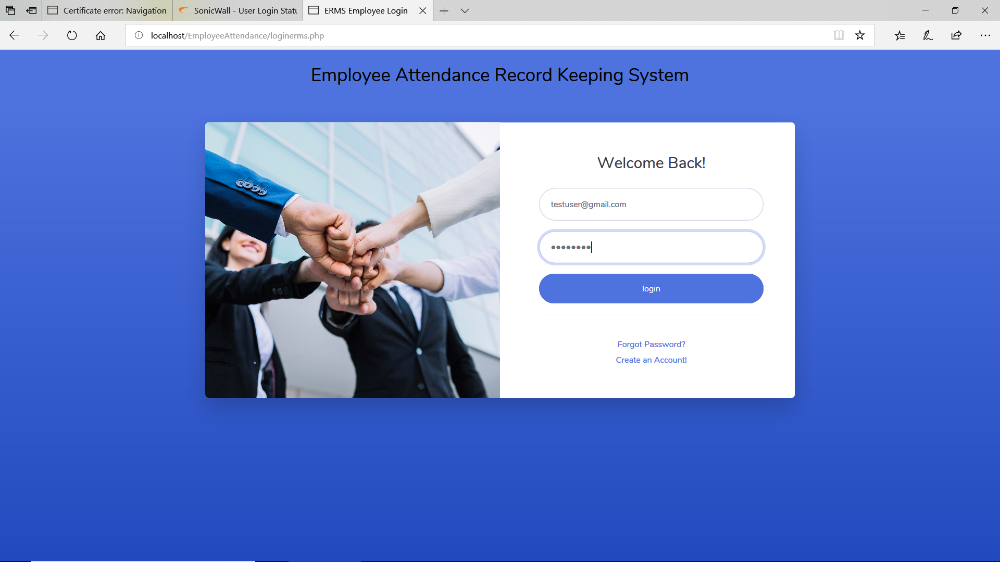 Certificate error: Navigation
SonicWall - User Login Statu
ERMS Employee Login
localhost/EmployeeAttendance/loginerms.php
Employee Attendance Record Keeping System
Welcome Back!
testuser@gmail.com
••••••••
login
Forgot Password?
Create an Account!